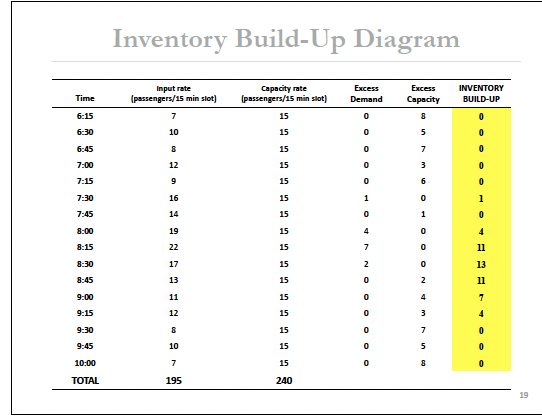 Inventory Build-Up Diagram
Time Input rate (passengers/15 min slot) Capacity rate (passengers/15 min slot) Excess Demand Excess Capacity INVENTORY BUILD-UP
6:15 7 15 0 8 0
6:30 10 15 0 5 0
6:45 8 15 0 7 0
7:00 12 15 0 3 0
7:15 9 15 0 6 0
7:30 16 15 1 0 1
7:45 14 15 0 1 0
8:00 19 15 4 0 4
8:15 22 15 7 0 11
8:30 17 15 2 0 13
8:45 13 15 0 2 11
9:00 11 15 0 4 7
9:15 12 15 0 3 4
9:30 8 15 0 7 0
9:45 10 15 0 5 0
10:00 7 15 0 8 0
TOTAL 195 240
19